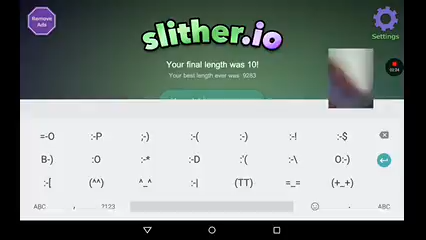 Remove
Ads
slither.io
Settings
Your final length was 10!
Your best length ever was 9283
=-O :-P ;-) :-( :-) :-! :-$
B-) :O :-* :-D :'( :-\ O:-)
:-[ (^^) ^_^ :-| (TT) =_= (+_+)
ABC , ?123 . ABC